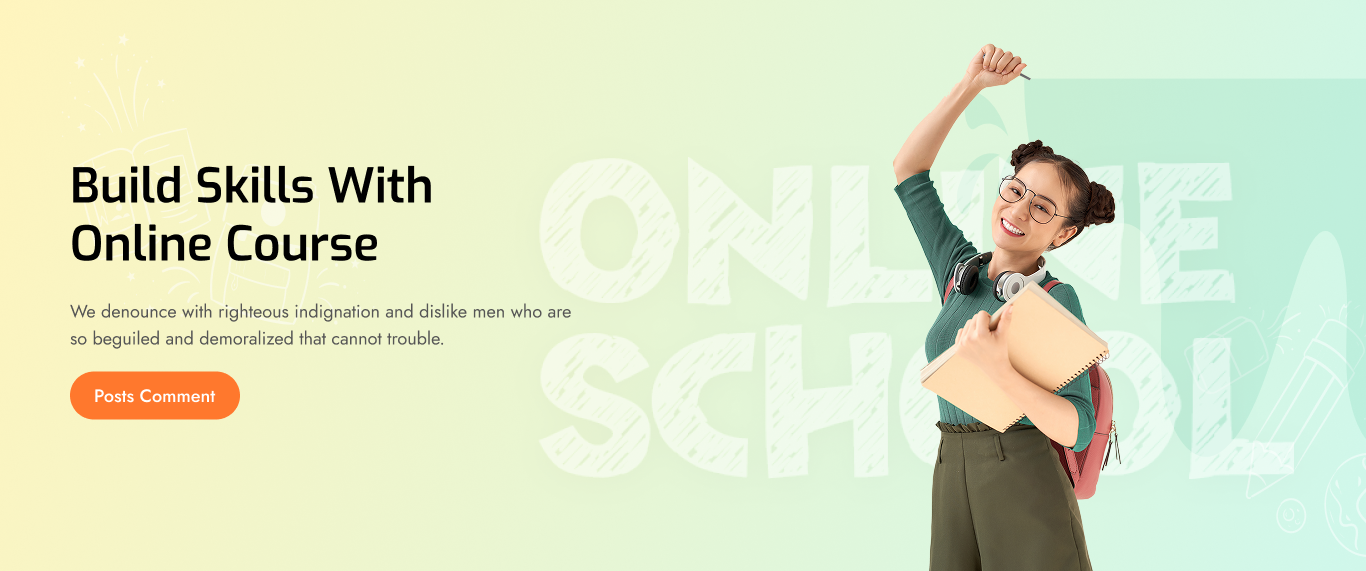 Build Skills With
Online Course
We denounce with righteous indignation and dislike men who are
so beguiled and demoralized that cannot trouble.
Posts Comment
ONLINE
SCHOOL